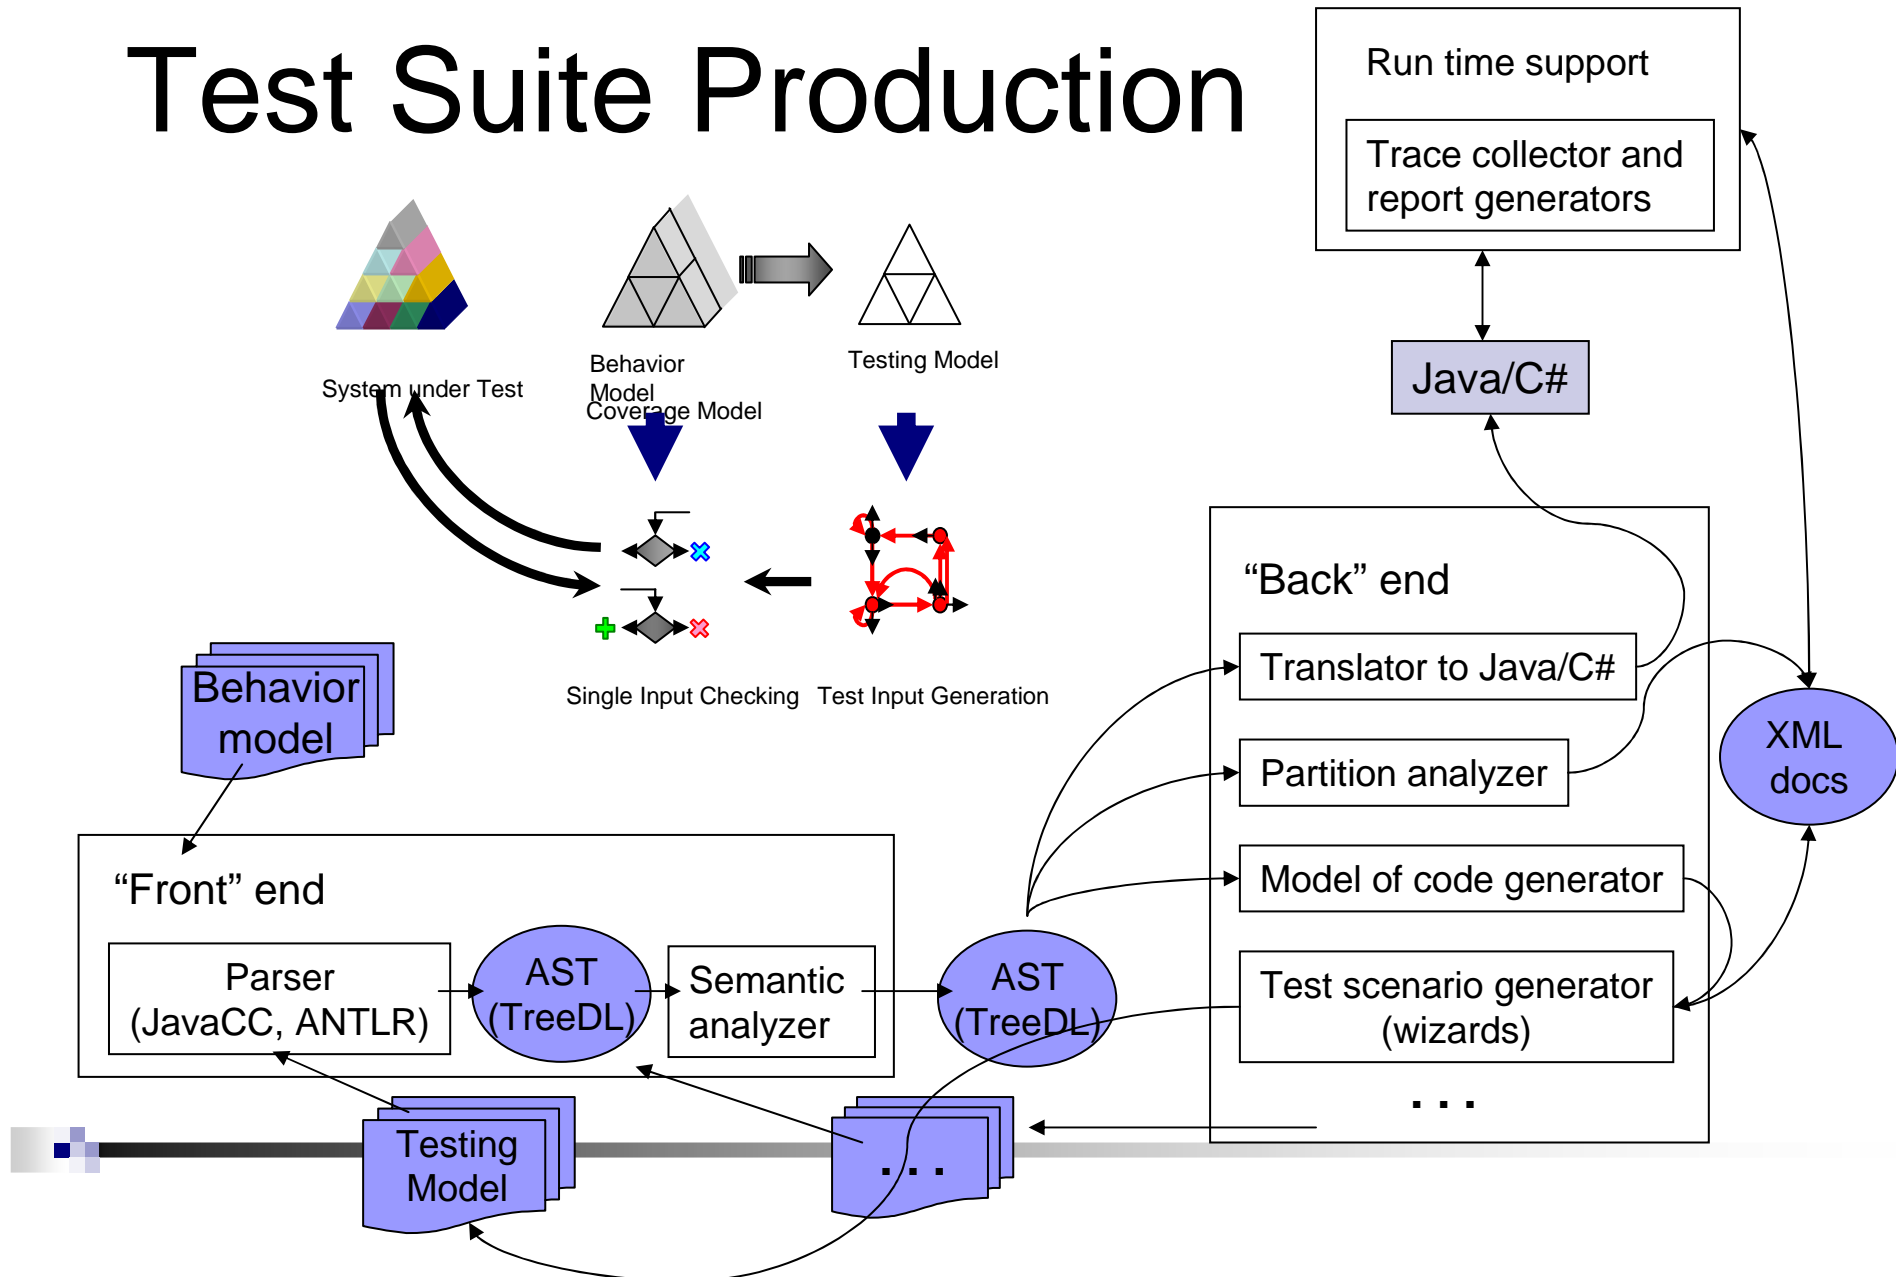 Test Suite Production
Run time support
Trace collector and
report generators
System under Test
Behavior
Model
Coverage Model
Testing Model
Java/C#
Single Input Checking
Test Input Generation
Behavior
model
“Back” end
Translator to Java/C#
Partition analyzer
Model of code generator
Test scenario generator
(wizards)
. . .
XML
docs
“Front” end
Parser
(JavaCC, ANTLR)
AST
(TreeDL)
Semantic
analyzer
AST
(TreeDL)
Testing
Model
. . .